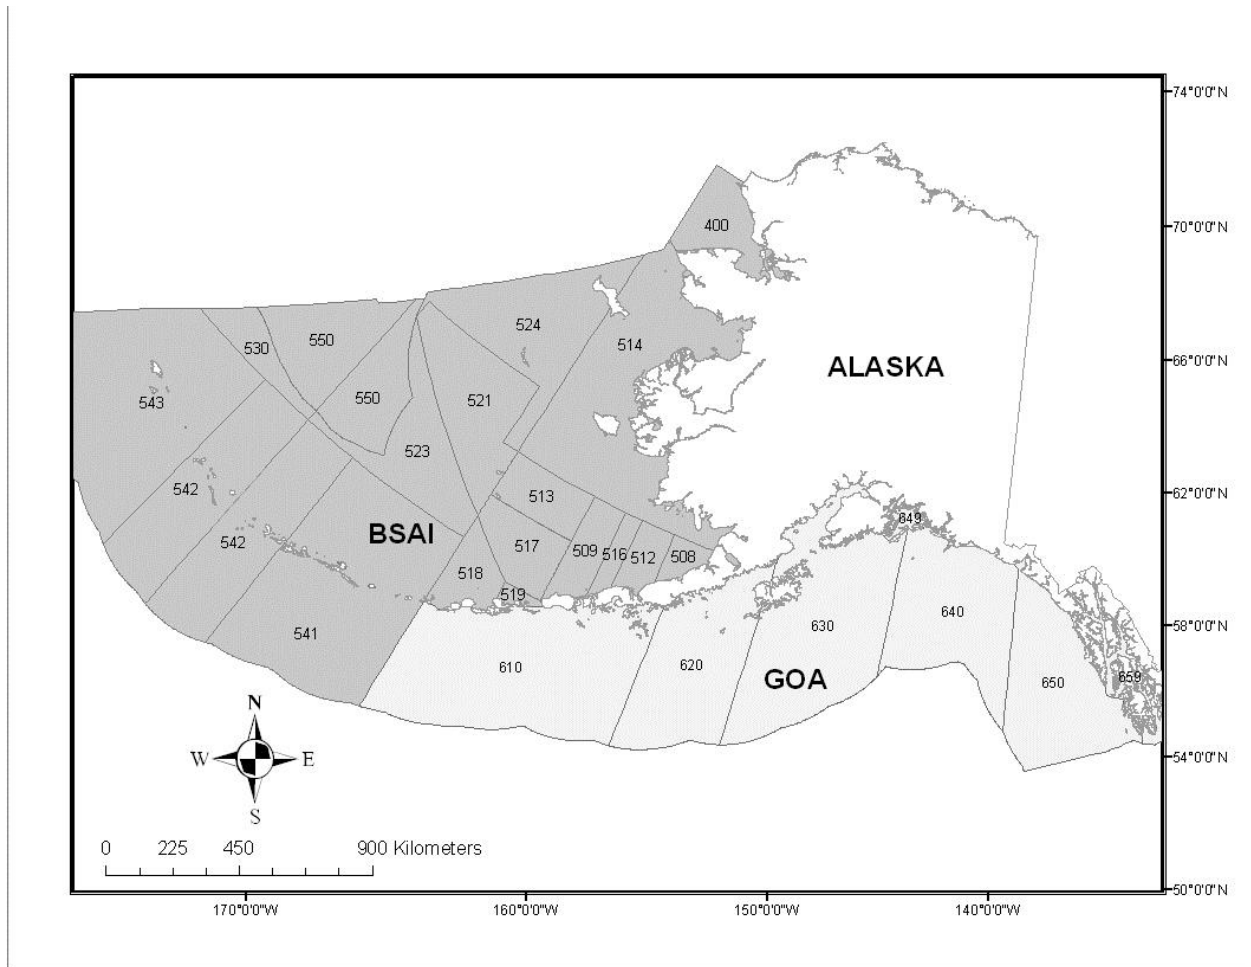 74°0'0"N
400
70°0'0"N
524
550
514
530
66°0'0"N
ALASKA
550
521
543
523
542
513
62°0'0"N
649
BSAI
542
517
509
516
512
508
518
519
640
58°0'0"N
630
541
610
620
GOA
650
659
N
W
E
S
54°0'0"N
0 225 450 900 Kilometers
50°0'0"N
170°0'0"W 160°0'0"W 150°0'0"W 140°0'0"W